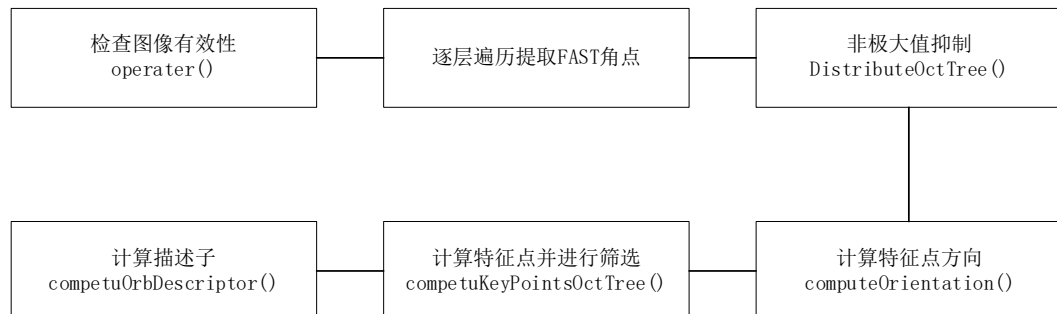 检查图像有效性
operater()
逐层遍历提取FAST角点
非极大值抑制
DistributeOctTree()
计算特征点方向
computeOrientation()
计算特征点并进行筛选
competuKeyPointsOctTree()
计算描述子
competuOrbDescriptor()